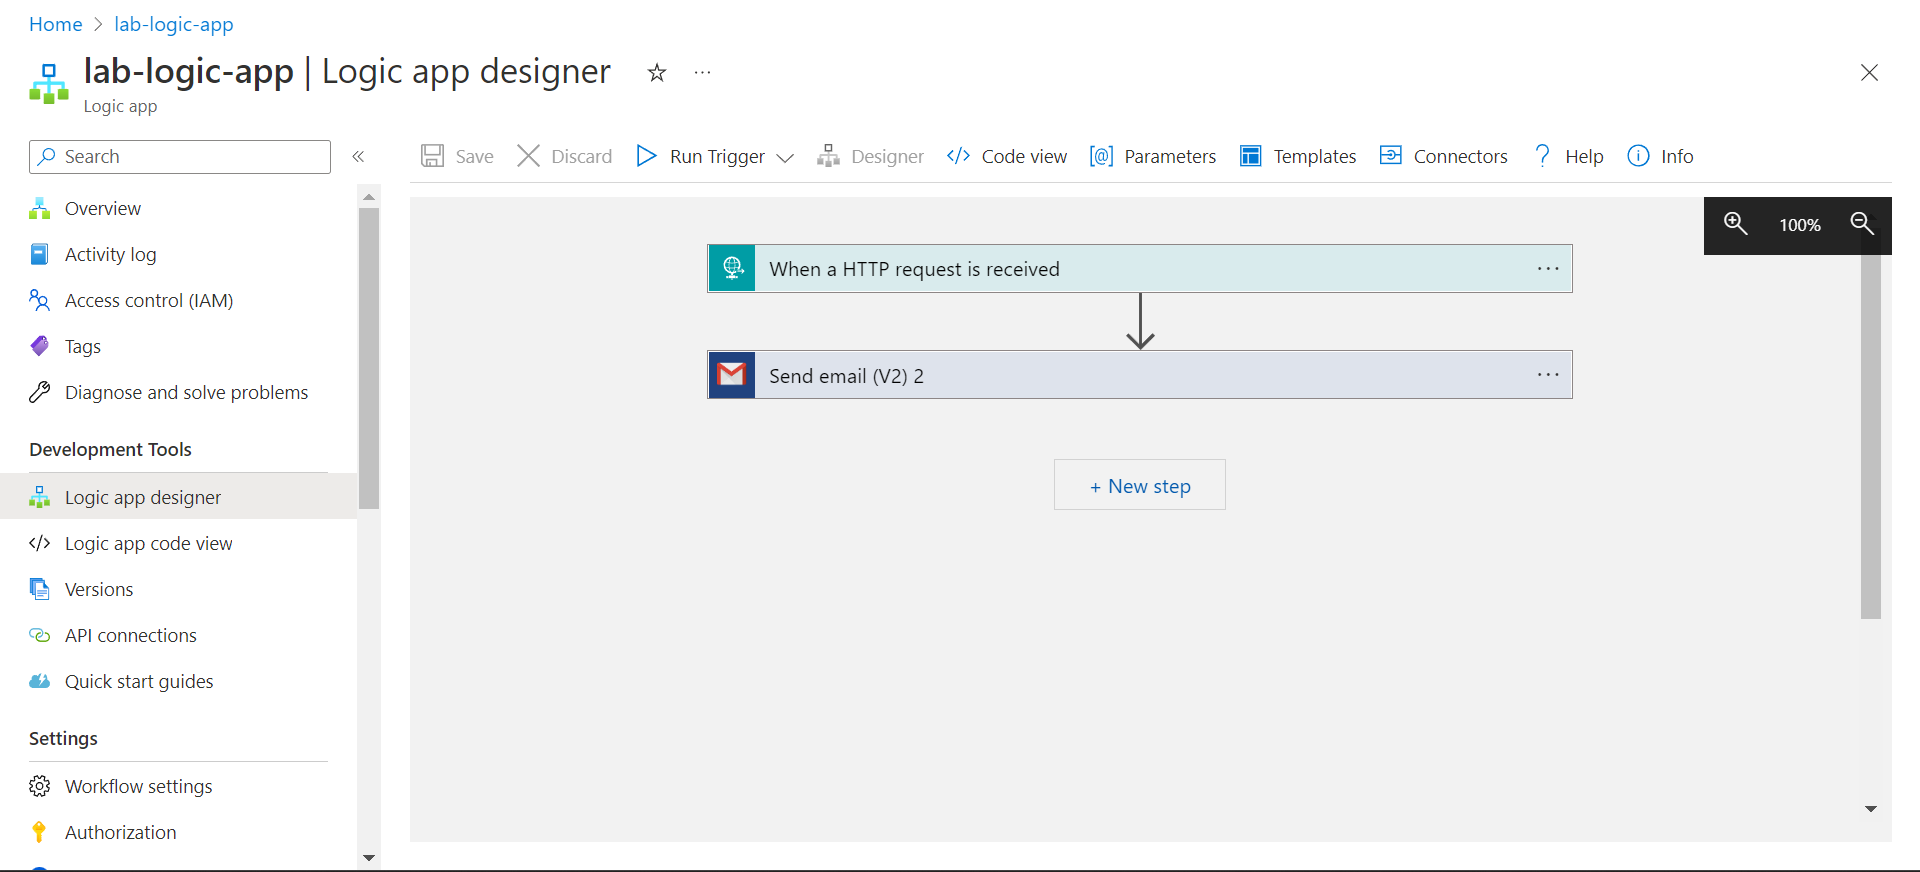 Home > lab-logic-app
lab-logic-app | Logic app designer
Logic app
Search
Overview
Activity log
Access control (IAM)
Tags
Diagnose and solve problems
Development Tools
Logic app designer
Logic app code view
Versions
API connections
Quick start guides
Settings
Workflow settings
Authorization
Save Discard Run Trigger Designer Code view Parameters Templates Connectors Help Info
100%
When a HTTP request is received
Send email (V2) 2
+ New step